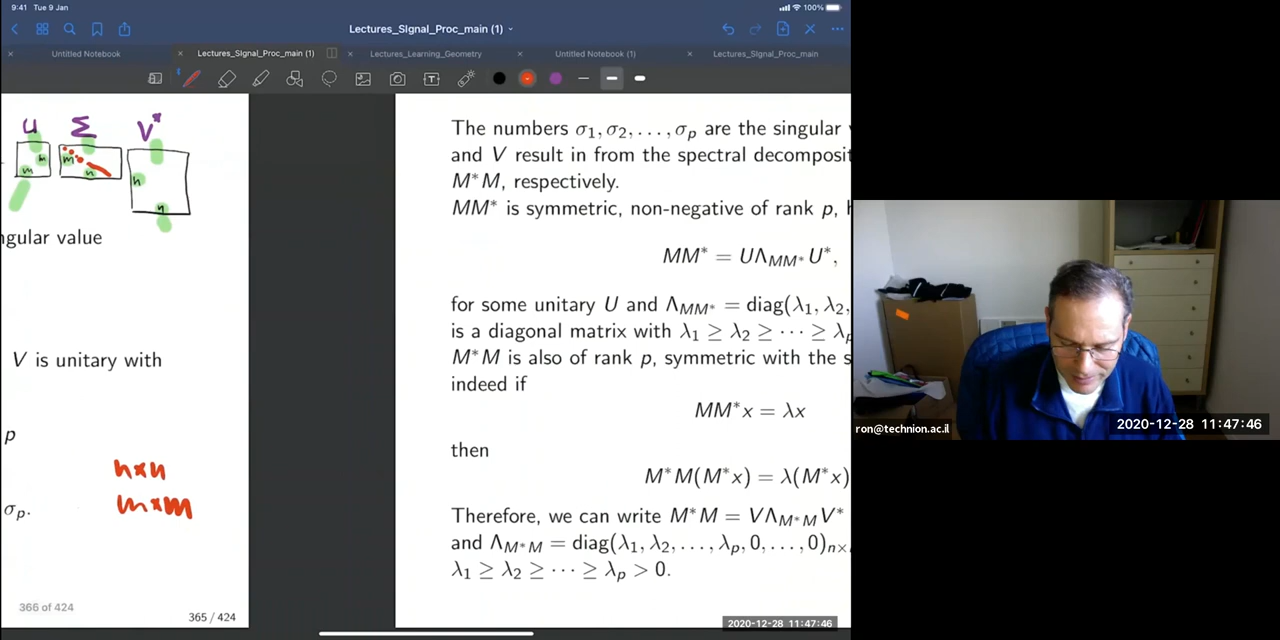 9:41 Tue 9 Jan
100%
Lectures_SIgnal_Proc_main (1)
Untitled Notebook
Lectures_SIgnal_Proc_main (1)
Lectures_Learning_Geometry
Untitled Notebook (1)
Lectures_SIgnal_Proc_main
U Σ V*
m m
m n
n n
ngular value
V is unitary with
p
n×n
σp.
m×m
366 of 424
365 / 424
The numbers σ1, σ2, . . . , σp are the singular
and V result in from the spectral
M*M, respectively.
MM* is symmetric, non-negative of rank p,
MM* = UΛMM*U*,
for some unitary U and ΛMM* = diag(λ1, λ2,
is a diagonal matrix with λ1 ≥ λ2 ≥ · · · ≥ λp
M*M is also of rank p, symmetric with the s
indeed if
MM*x = λx
then
M*M(M*x) = λ(M*x)
Therefore, we can write M*M = VΛM*MV*
and ΛM*M = diag(λ1, λ2, . . . , λp, 0, . . . , 0)n×
λ1 ≥ λ2 ≥ · · · ≥ λp > 0.
2020-12-28 11:47:46
ron@technion.ac.il
2020-12-28 11:47:46